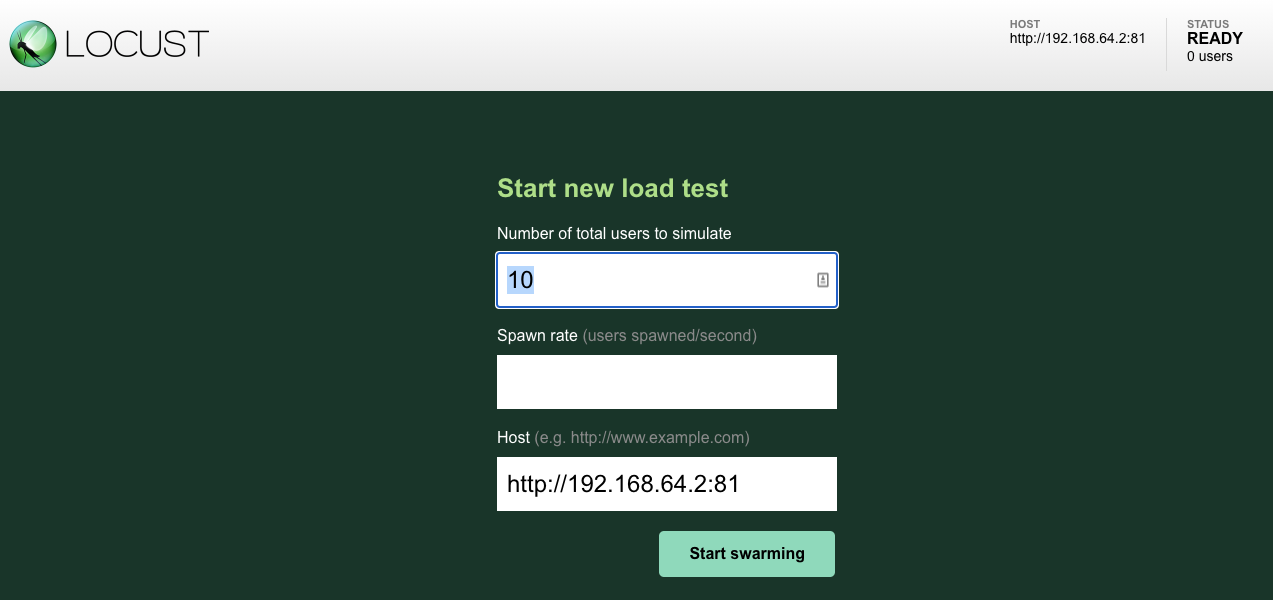 LOCUST
HOST
http://192.168.64.2:81
STATUS
READY
0 users
Start new load test
Number of total users to simulate
10
Spawn rate (users spawned/second)
Host (e.g. http://www.example.com)
http://192.168.64.2:81
Start swarming